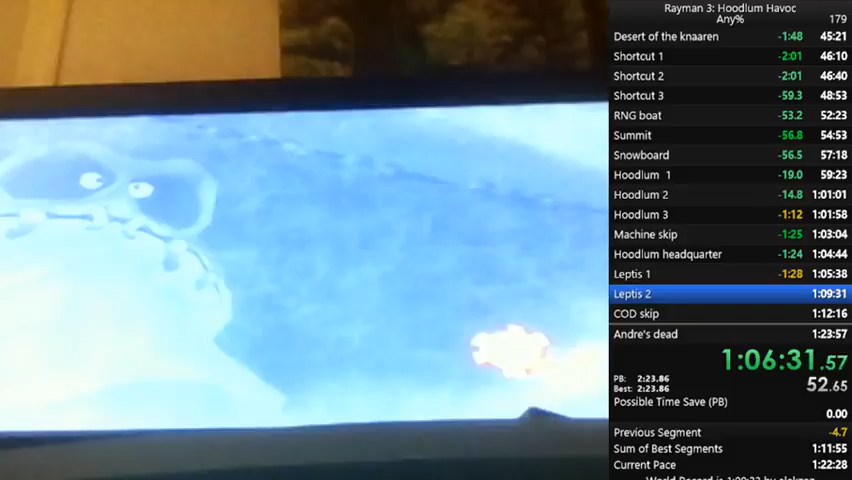 Rayman 3: Hoodlum Havoc
Any% 179
Desert of the knaaren -1:48 45:21
Shortcut 1 -2:01 46:10
Shortcut 2 -2:01 46:40
Shortcut 3 -59.3 48:53
RNG boat -53.2 52:23
Summit -56.8 54:53
Snowboard -56.5 57:18
Hoodlum 1 -19.0 59:23
Hoodlum 2 -14.8 1:01:01
Hoodlum 3 -1:12 1:01:58
Machine skip -1:25 1:03:04
Hoodlum headquarter -1:24 1:04:44
Leptis 1 -1:28 1:05:38
Leptis 2 1:09:31
COD skip 1:12:16
Andre's dead 1:23:57
1:06:31.57
PB: 2:23.86 52.65
Best: 2:23.86
Possible Time Save (PB)
0.00
Previous Segment -4.7
Sum of Best Segments 1:11:55
Current Pace 1:22:28
World Record is